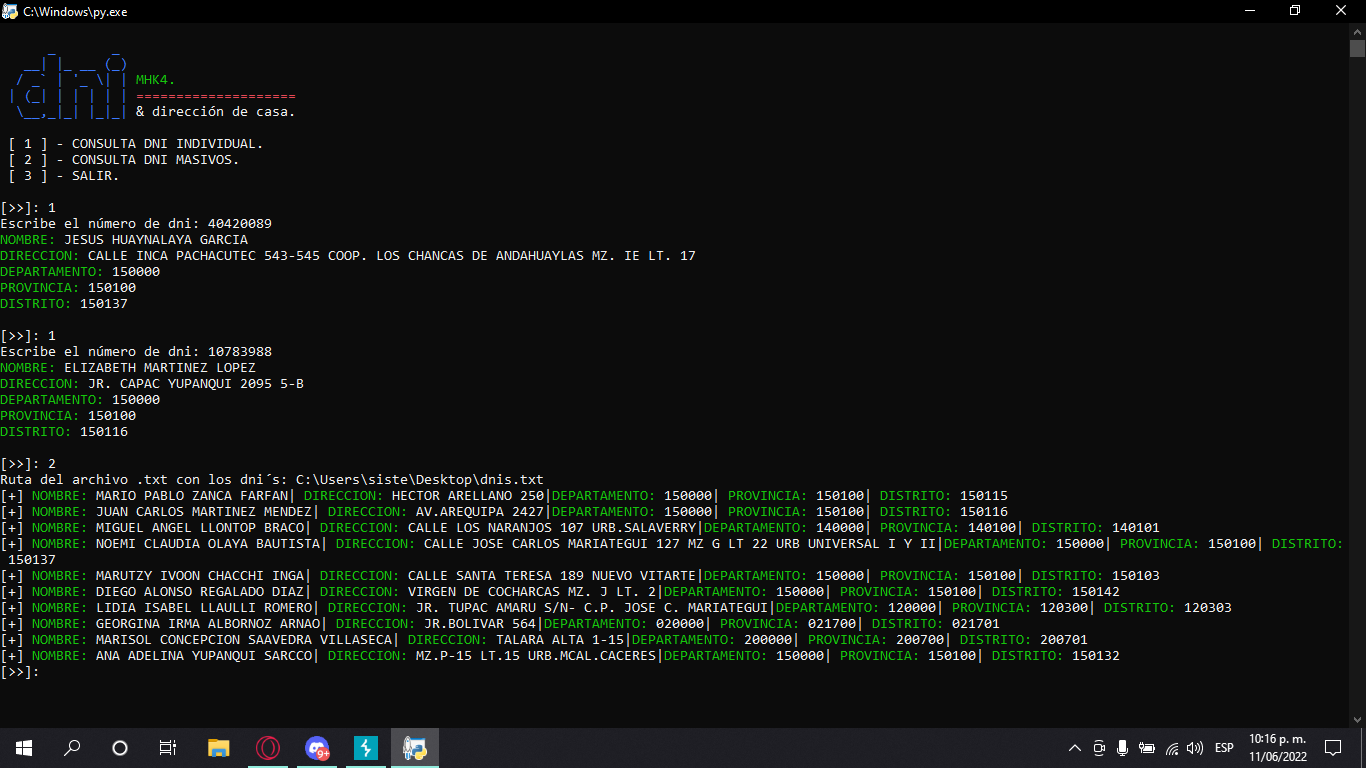 C:\Windows\py.exe
dni
MHK4.
====================
& dirección de casa.
[ 1 ] - CONSULTA DNI INDIVIDUAL.
[ 2 ] - CONSULTA DNI MASIVOS.
[ 3 ] - SALIR.
[>>]: 1
Escribe el número de dni: 40420089
NOMBRE: JESUS HUAYNALAYA GARCIA
DIRECCION: CALLE INCA PACHACUTEC 543-545 COOP. LOS CHANCAS DE ANDAHUAYLAS MZ. IE LT. 17
DEPARTAMENTO: 150000
PROVINCIA: 150100
DISTRITO: 150137
[>>]: 1
Escribe el número de dni: 10783988
NOMBRE: ELIZABETH MARTINEZ LOPEZ
DIRECCION: JR. CAPAC YUPANQUI 2095 5-B
DEPARTAMENTO: 150000
PROVINCIA: 150100
DISTRITO: 150116
[>>]: 2
Ruta del archivo .txt con los dni´s: C:\Users\siste\Desktop\dnis.txt
[+] NOMBRE: MARIO PABLO ZANCA FARFAN| DIRECCION: HECTOR ARELLANO 250|DEPARTAMENTO: 150000| PROVINCIA: 150100| DISTRITO: 150115
[+] NOMBRE: JUAN CARLOS MARTINEZ MENDEZ| DIRECCION: AV.AREQUIPA 2427|DEPARTAMENTO: 150000| PROVINCIA: 150100| DISTRITO: 150116
[+] NOMBRE: MIGUEL ANGEL LLONTOP BRACO| DIRECCION: CALLE LOS NARANJOS 107 URB.SALAVERRY|DEPARTAMENTO: 140000| PROVINCIA: 140100| DISTRITO: 140101
[+] NOMBRE: NOEMI CLAUDIA OLAYA BAUTISTA| DIRECCION: CALLE JOSE CARLOS MARIATEGUI 127 MZ G LT 22 URB UNIVERSAL I Y II|DEPARTAMENTO: 150000| PROVINCIA: 150100| DISTRITO:
150137
[+] NOMBRE: MARUTZY IVOON CHACCHI INGA| DIRECCION: CALLE SANTA TERESA 189 NUEVO VITARTE|DEPARTAMENTO: 150000| PROVINCIA: 150100| DISTRITO: 150103
[+] NOMBRE: DIEGO ALONSO REGALADO DIAZ| DIRECCION: VIRGEN DE COCHARCAS MZ. J LT. 2|DEPARTAMENTO: 150000| PROVINCIA: 150100| DISTRITO: 150142
[+] NOMBRE: LIDIA ISABEL LLAULLI ROMERO| DIRECCION: JR. TUPAC AMARU S/N- C.P. JOSE C. MARIATEGUI|DEPARTAMENTO: 120000| PROVINCIA: 120300| DISTRITO: 120303
[+] NOMBRE: GEORGINA IRMA ALBORNOZ ARNAO| DIRECCION: JR.BOLIVAR 564|DEPARTAMENTO: 020000| PROVINCIA: 021700| DISTRITO: 021701
[+] NOMBRE: MARISOL CONCEPCION SAAVEDRA VILLASECA| DIRECCION: TALARA ALTA 1-15|DEPARTAMENTO: 200000| PROVINCIA: 200700| DISTRITO: 200701
[+] NOMBRE: ANA ADELINA YUPANQUI SARCCO| DIRECCION: MZ.P-15 LT.15 URB.MCAL.CACERES|DEPARTAMENTO: 150000| PROVINCIA: 150100| DISTRITO: 150132
[>>]:
9+
ESP
10:16 p. m.
11/06/2022